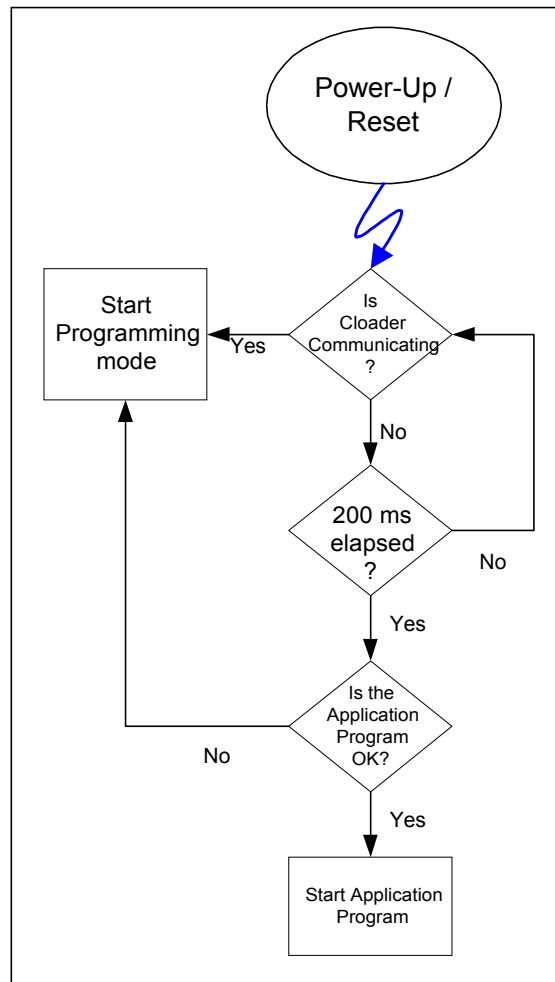 Power-Up /
Reset
Is
Cloader
Communicating
?
Start
Programming
mode
Yes
No
200 ms
elapsed
?
No
Yes
Is the
Application
Program
OK?
No
Yes
Start Application
Program